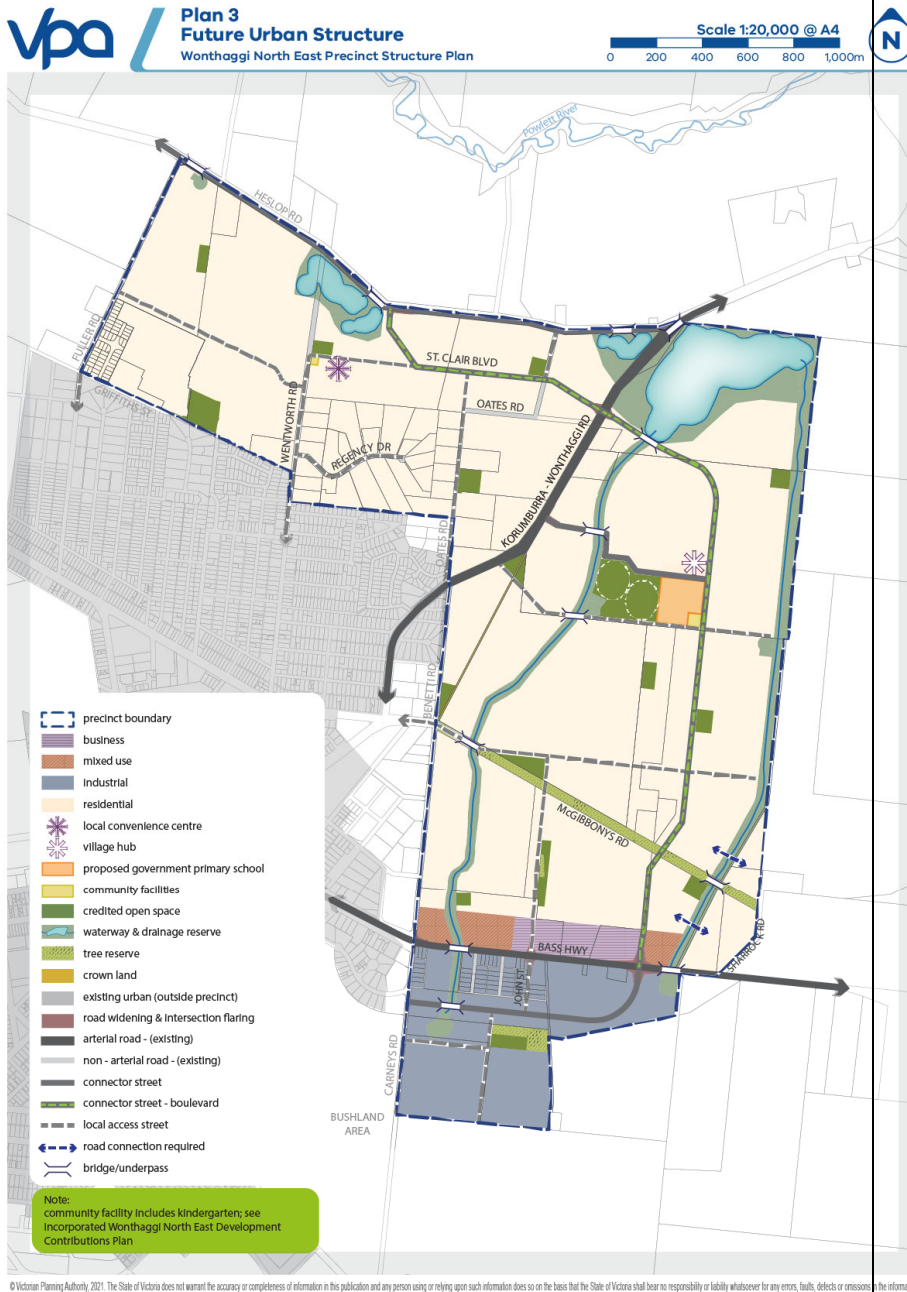 vpa
Plan 3
Future Urban Structure
Wonthaggi North East Precinct Structure Plan
Scale 1:20,000 @ A4
0 200 400 600 800 1,000m
N
Powlett River
HESLOP RD
FULLER RD
GRIFFITHS ST
WENTWORTH RD
ST. CLAIR BLVD
OATES RD
REGENCY DR
KORUMBURRA - WONTHAGGI RD
OATES RD
BENETTI RD
McGIBBONYS RD
BASS HWY
SHARROCK RD
JOHN ST
CARNEYS RD
BUSHLAND
AREA
precinct boundary
business
mixed use
industrial
residential
local convenience centre
village hub
proposed government primary school
community facilities
credited open space
waterway & drainage reserve
tree reserve
crown land
existing urban (outside precinct)
road widening & intersection flaring
arterial road - (existing)
non - arterial road - (existing)
connector street
connector street - boulevard
local access street
road connection required
bridge/underpass
Note:
community facility includes kindergarten; see
Incorporated Wonthaggi North East Development
Contributions Plan
© Victorian Planning Authority, 2021. The State of Victoria does not warrant the accuracy or completeness of information in this publication and any person using or relying upon such information does so on the basis that the State of Victoria shall bear no responsibility or liability whatsoever for any errors, faults, defects or omissions in the informa